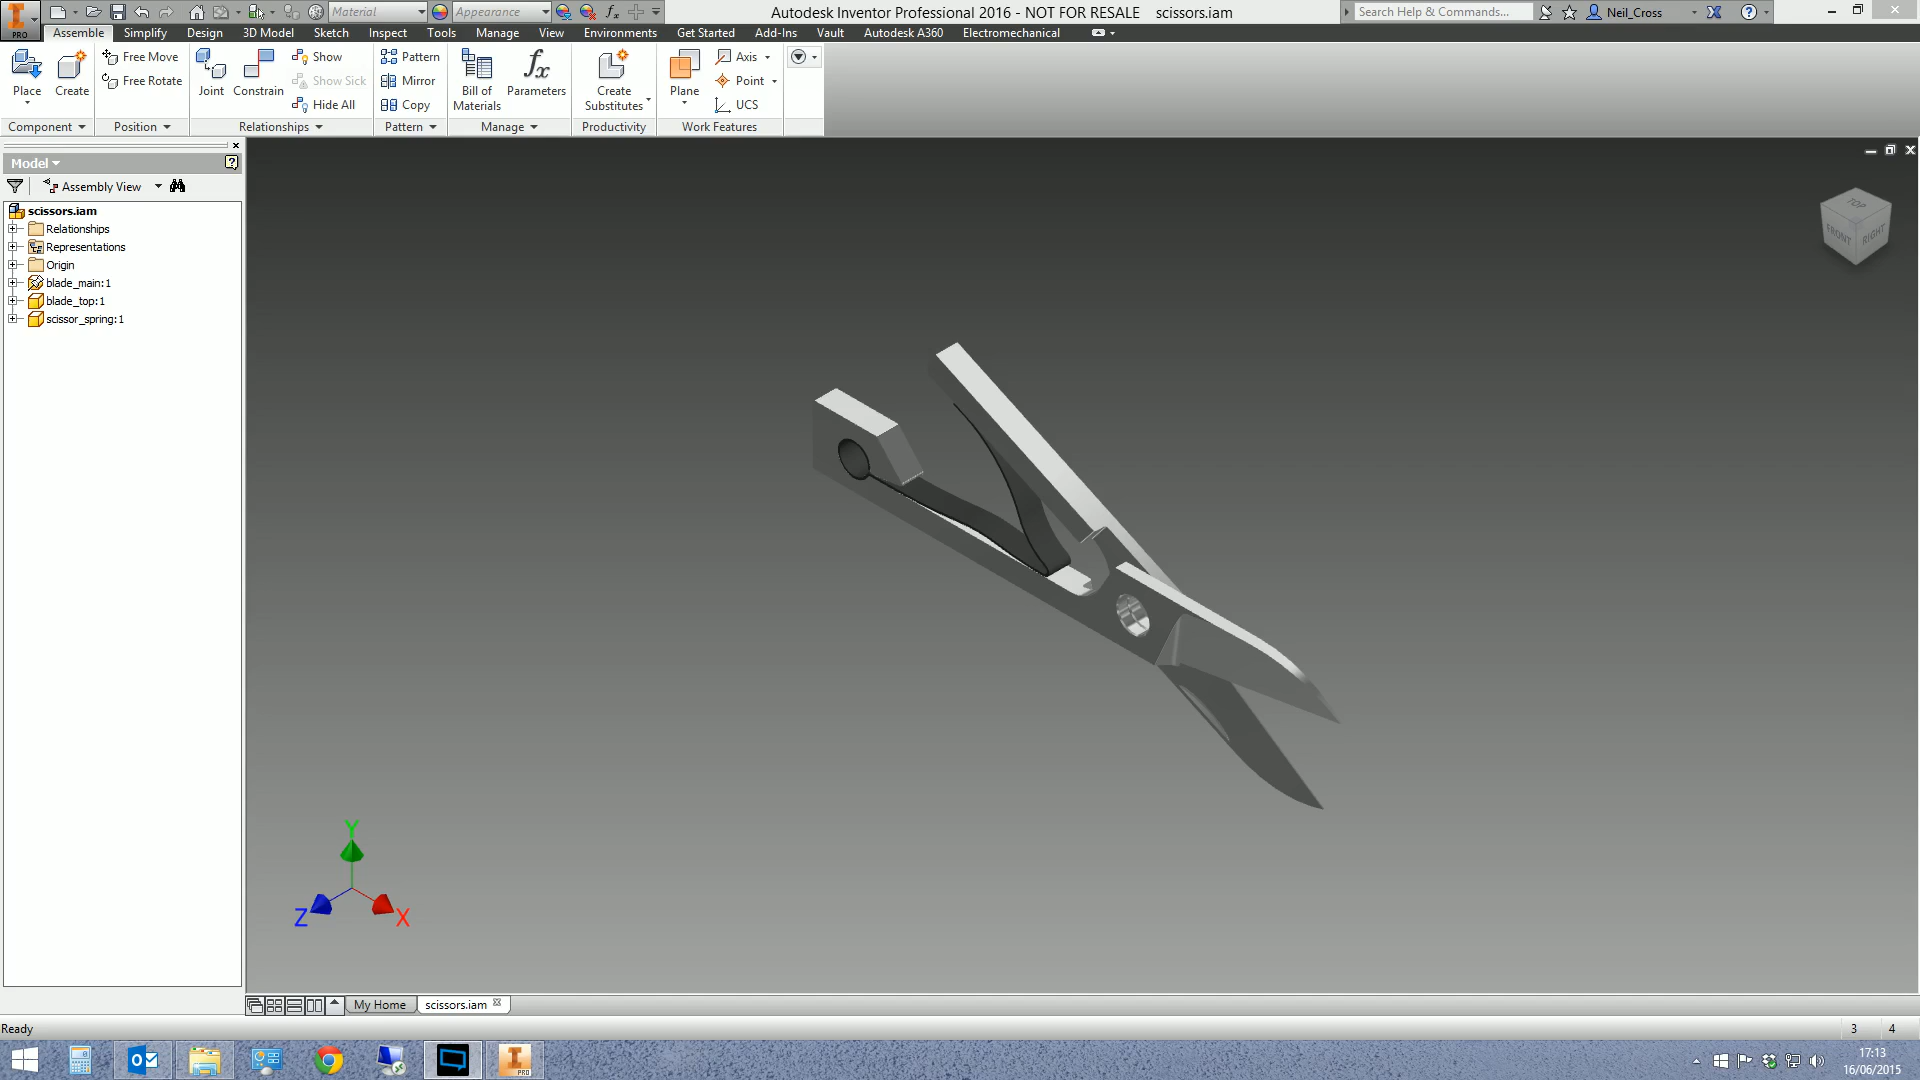 Material
Appearance
Autodesk Inventor Professional 2016 - NOT FOR RESALE scissors.iam
Search Help & Commands...
Neil_Cross
PRO
Assemble Simplify Design 3D Model Sketch Inspect Tools Manage View Environments Get Started Add-Ins Vault Autodesk A360 Electromechanical
Place
Create
Free Move
Free Rotate
Joint
Constrain
Show
Show Sick
Hide All
Pattern
Mirror
Copy
Bill of
Materials
fx
Parameters
Create
Substitutes
Plane
Axis
Point
UCS
Component Position Relationships Pattern Manage Productivity Work Features
Model
Assembly View
scissors.iam
Relationships
Representations
Origin
blade_main:1
blade_top:1
scissor_spring:1
TOP
FRONT
RIGHT
Y
Z
X
My Home scissors.iam
Ready
3 4
PRO
17:13
16/06/2015